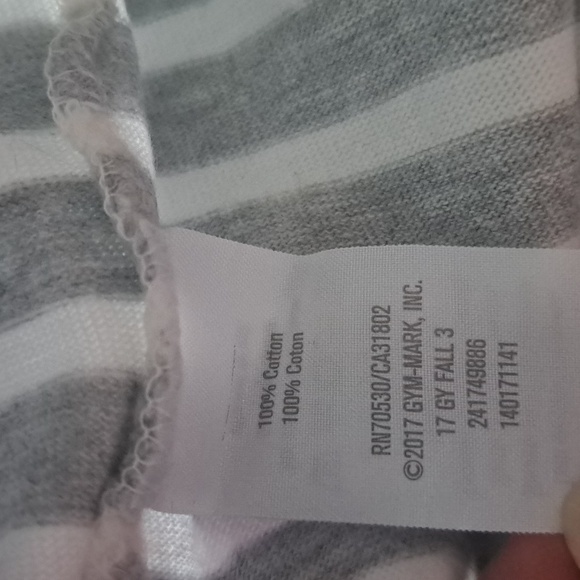 100% Cotton
100% Coton
RN70530/CA31802
©2017 GYM-MARK, INC.
17 GY FALL 3
241749886
140171141